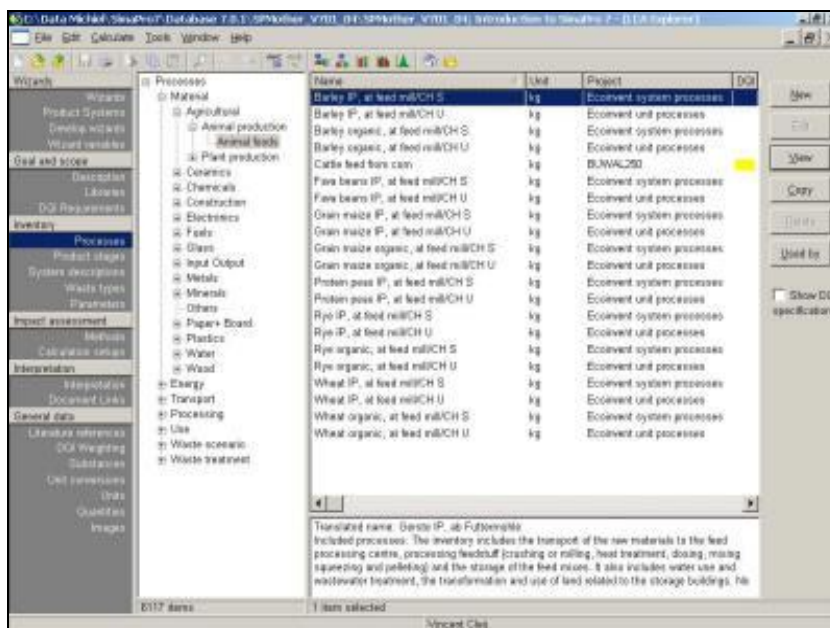 C:\Data Michiel\SimaPro7\Database 7.0.1\SPMother_V701_04\SPMother_V701_04; Introduction to SimaPro 7 - [LCA Explorer]
File Edit Calculate Tools Window Help
Wizards
Wizards
Product Systems
Develop wizards
Wizard variables
Goal and scope
Description
Libraries
DQI Requirements
Inventory
Processes
Product stages
System descriptions
Waste types
Parameters
Impact assessment
Methods
Calculation setups
Interpretation
Interpretation
Document Links
General data
Literature references
DQI Weighting
Substances
Unit conversions
Units
Quantities
Images
Processes
Material
Agricultural
Animal production
Animal feeds
Plant production
Ceramics
Chemicals
Construction
Electronics
Fuels
Glass
Input Output
Metals
Minerals
Others
Paper+ Board
Plastics
Water
Wood
Energy
Transport
Processing
Use
Waste scenario
Waste treatment
Name Unit Project DQI
Barley IP, at feed mill/CH S kg Ecoinvent system processes
Barley IP, at feed mill/CH U kg Ecoinvent unit processes
Barley organic, at feed mill/CH S kg Ecoinvent system processes
Barley organic, at feed mill/CH U kg Ecoinvent unit processes
Cattle feed from corn kg BUWAL250
Fava beans IP, at feed mill/CH S kg Ecoinvent system processes
Fava beans IP, at feed mill/CH U kg Ecoinvent unit processes
Grain maize IP, at feed mill/CH S kg Ecoinvent system processes
Grain maize IP, at feed mill/CH U kg Ecoinvent unit processes
Grain maize organic, at feed mill/CH S kg Ecoinvent system processes
Grain maize organic, at feed mill/CH U kg Ecoinvent unit processes
Protein peas IP, at feed mill/CH S kg Ecoinvent system processes
Protein peas IP, at feed mill/CH U kg Ecoinvent unit processes
Rye IP, at feed mill/CH S kg Ecoinvent system processes
Rye IP, at feed mill/CH U kg Ecoinvent unit processes
Rye organic, at feed mill/CH S kg Ecoinvent system processes
Rye organic, at feed mill/CH U kg Ecoinvent unit processes
Wheat IP, at feed mill/CH S kg Ecoinvent system processes
Wheat IP, at feed mill/CH U kg Ecoinvent unit processes
Wheat organic, at feed mill/CH S kg Ecoinvent system processes
Wheat organic, at feed mill/CH U kg Ecoinvent unit processes
Translated name: Gerste IP, ab Futtermühle
Included processes: The inventory includes the transport of the raw materials to the feed
processing centre, processing feedstuff (crushing or milling, heat treatment, dosing, mixing
squeezing and pelleting) and the storage of the feed mixes. It also includes water use and
wastewater treatment, the transformation and use of land related to the storage buildings. No
New
Edit
View
Copy
Delete
Used by
Show DQ
specification
8117 items
1 item selected